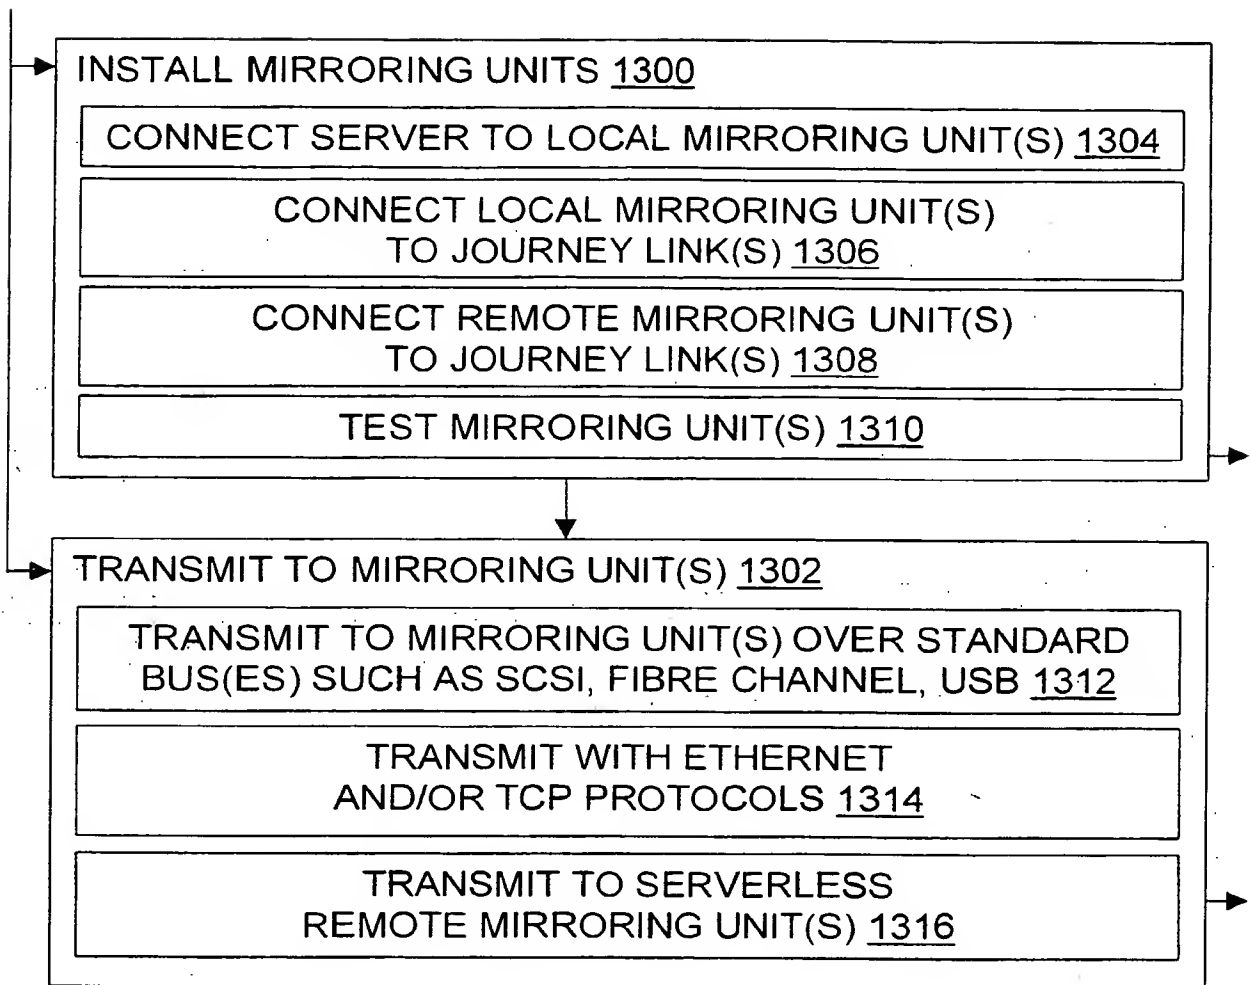 INSTALL MIRRORING UNITS 1300
CONNECT SERVER TO LOCAL MIRRORING UNIT(S) 1304
CONNECT LOCAL MIRRORING UNIT(S)
TO JOURNEY LINK(S) 1306
CONNECT REMOTE MIRRORING UNIT(S)
TO JOURNEY LINK(S) 1308
TEST MIRRORING UNIT(S) 1310
TRANSMIT TO MIRRORING UNIT(S) 1302
TRANSMIT TO MIRRORING UNIT(S) OVER STANDARD
BUS(ES) SUCH AS SCSI, FIBRE CHANNEL, USB 1312
TRANSMIT WITH ETHERNET
AND/OR TCP PROTOCOLS 1314
TRANSMIT TO SERVERLESS
REMOTE MIRRORING UNIT(S) 1316